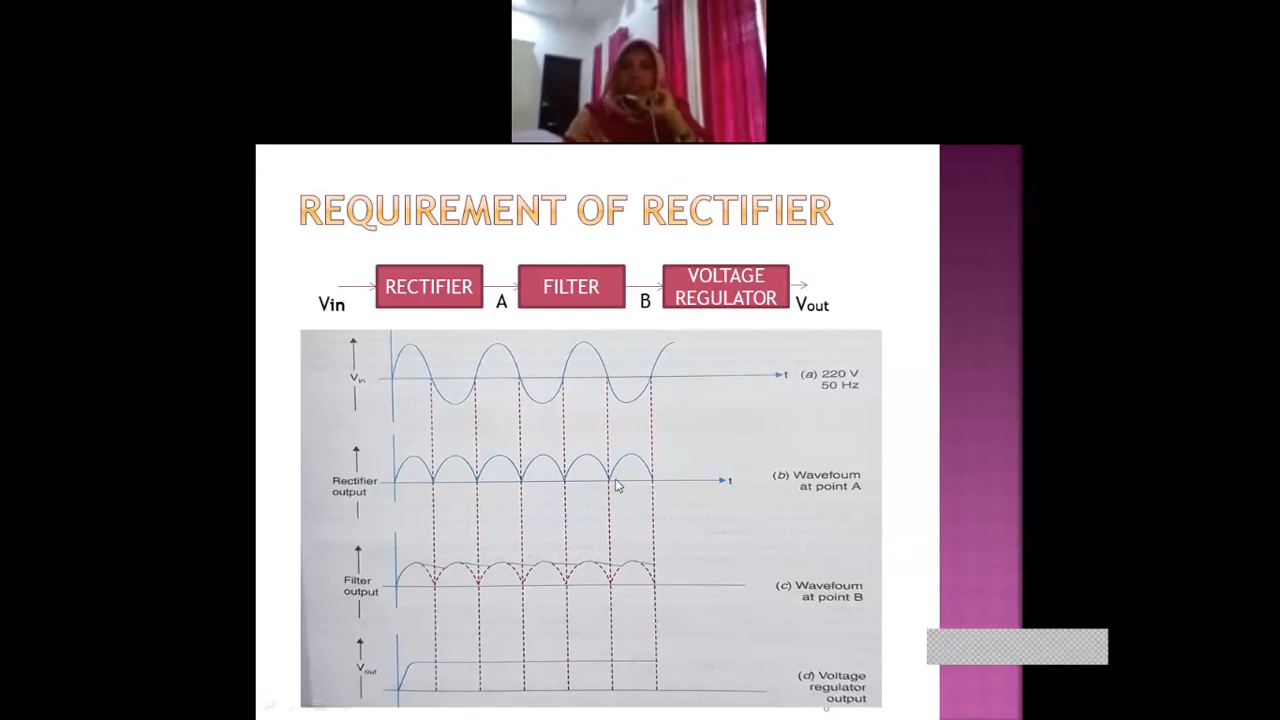 REQUIREMENT OF RECTIFIER
RECTIFIER
FILTER
VOLTAGE
REGULATOR
Vin
A
B
Vout
Vin
t
(a) 220 V
50 Hz
Rectifier
output
t
(b) Wavefoum
at point A
Filter
output
(c) Wavefoum
at point B
Vout
(d) Voltage
regulator
output